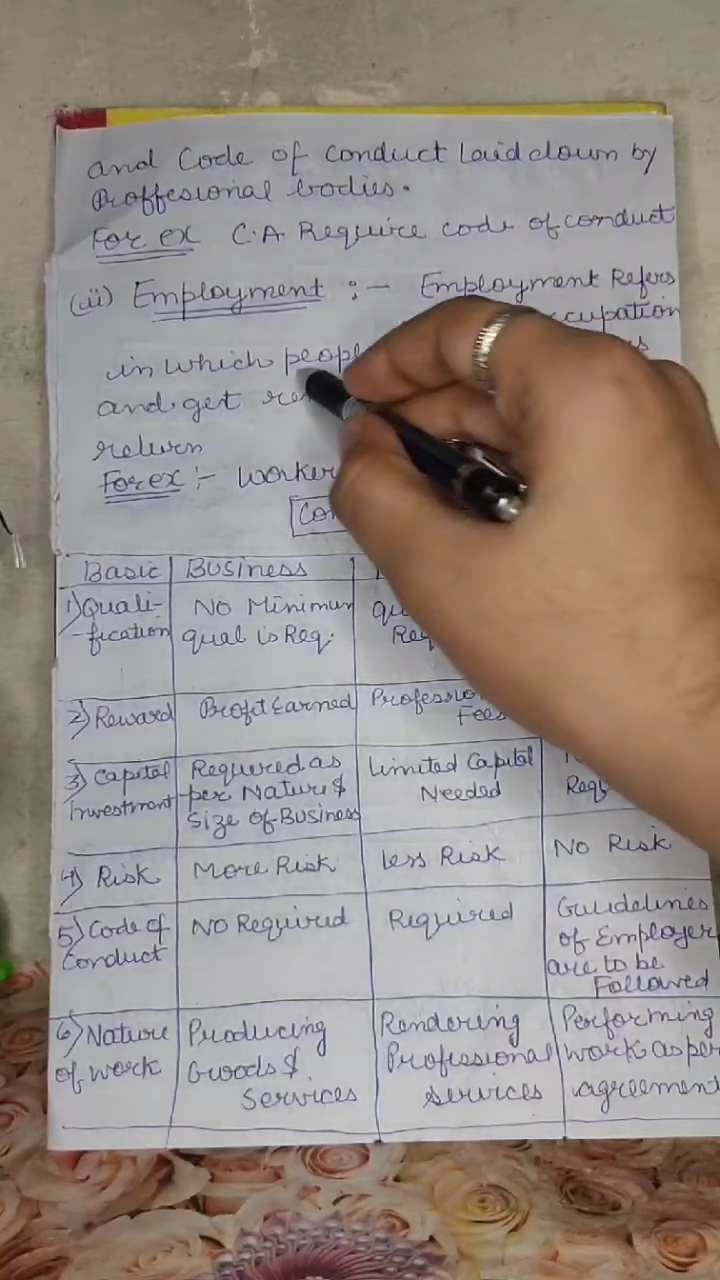 and Code of conduct Laid down by
Proffesional bodies.
For ex C.A Require code of conduct
(iii) Employment :- Employment Refers
in which
and get
return
For ex :- Worker
Basic Business
1) Quali- No Minimum
-fication qual is Req.
2) Reward Profit Earned
Fees
3) Capital Required as Limited Capital
Investment per Nature & Needed
Size of Business
4) Risk More Risk less Risk No Risk
5) Code of No Required Required Guidelines
Conduct of Employer
are to be
Followed
6) Nature Producing Rendering Performing
of work Goods & Professional work as per
Services services agreement